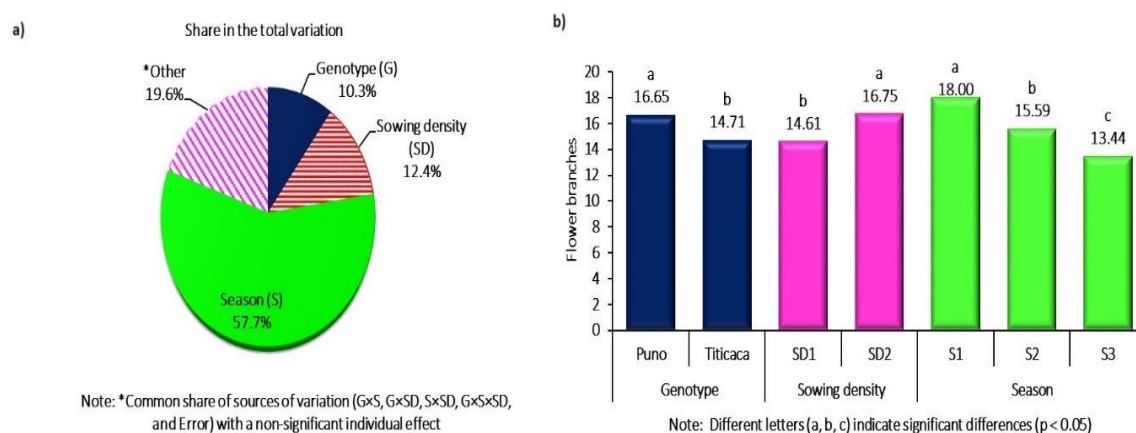 a)
Share in the total variation
*Other
19.6%
Genotype (G)
10.3%
Sowing density
(SD)
12.4%
Season (S)
57.7%
Note: *Common share of sources of variation (G×S, G×SD, S×SD, G×S×SD,
and Error) with a non-significant individual effect
b)
Flower branches
20
18
16
14
12
10
8
6
4
2
0
a
16.65
b
14.71
b
14.61
a
16.75
a
18.00
b
15.59
c
13.44
Puno Titicaca SD1 SD2 S1 S2 S3
Genotype Sowing density Season
Note: Different letters (a, b, c) indicate significant differences (p < 0.05)